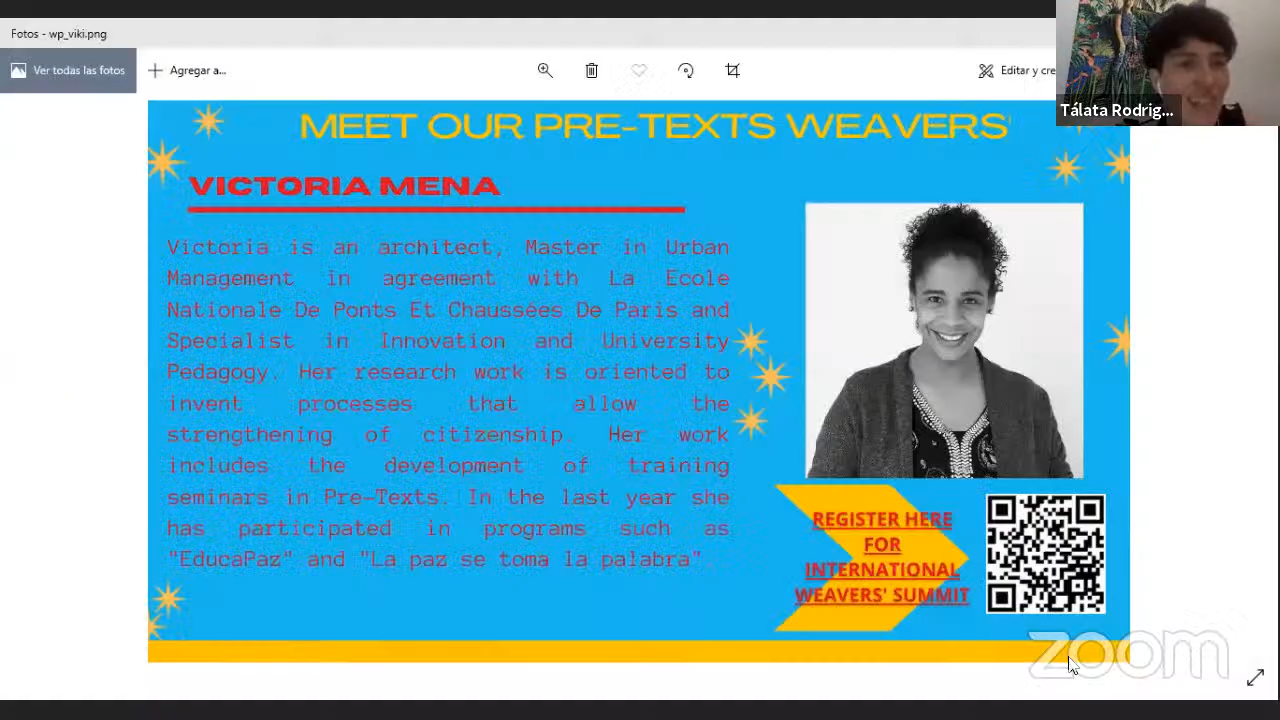 Fotos - wp_viki.png
Ver todas las fotos
Agregar a...
Editar y cre
Tálata Rodrig...
MEET OUR PRE-TEXTS WEAVERS'
VICTORIA MENA
Victoria is an architect, Master in Urban
Management in agreement with La Ecole
Nationale De Ponts Et Chaussées De Paris and
Specialist in Innovation and University
Pedagogy. Her research work is oriented to
invent processes that allow the
strengthening of citizenship. Her work
includes the development of training
seminars in Pre-Texts. In the last year she
has participated in programs such as
"EducaPaz" and "La paz se toma la palabra".
REGISTER HERE
FOR
INTERNATIONAL
WEAVERS' SUMMIT
zoom